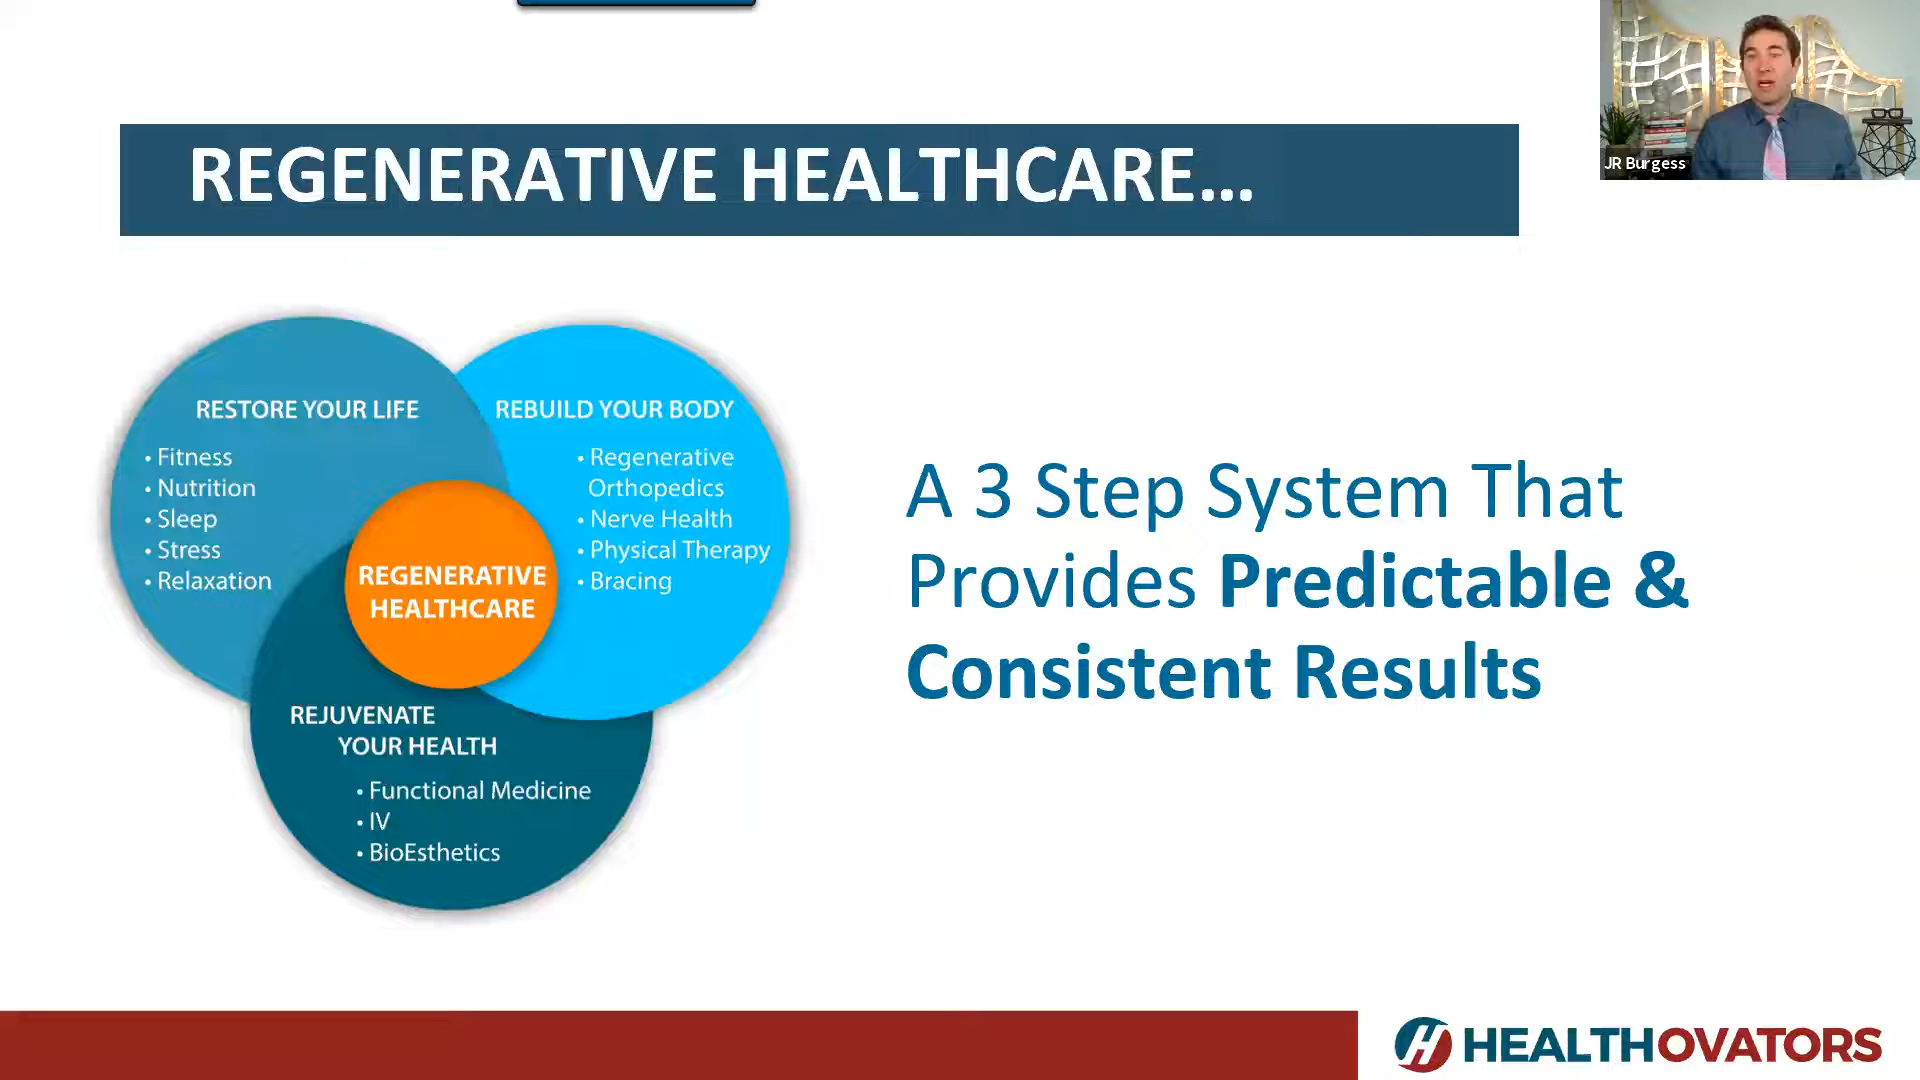 REGENERATIVE HEALTHCARE...
JR Burgess
RESTORE YOUR LIFE
• Fitness
• Nutrition
• Sleep
• Stress
• Relaxation
REBUILD YOUR BODY
• Regenerative
Orthopedics
• Nerve Health
• Physical Therapy
• Bracing
REGENERATIVE
HEALTHCARE
REJUVENATE
YOUR HEALTH
• Functional Medicine
• IV
• BioEsthetics
A 3 Step System That
Provides Predictable &
Consistent Results
HEALTHOVATORS